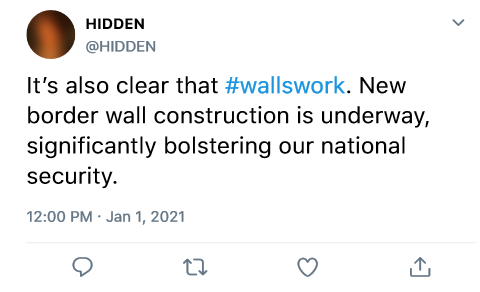 HIDDEN
@HIDDEN
It’s also clear that #wallswork. New
border wall construction is underway,
significantly bolstering our national
security.
12:00 PM · Jan 1, 2021